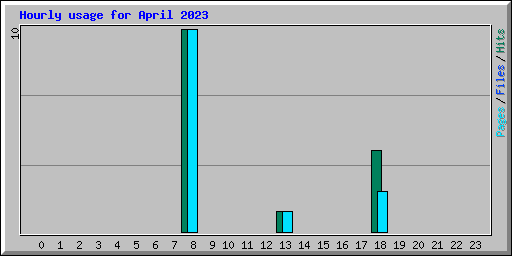 Hourly usage for April 2023
10
Pages/Files/Hits
0 1 2 3 4 5 6 7 8 9 10 11 12 13 14 15 16 17 18 19 20 21 22 23